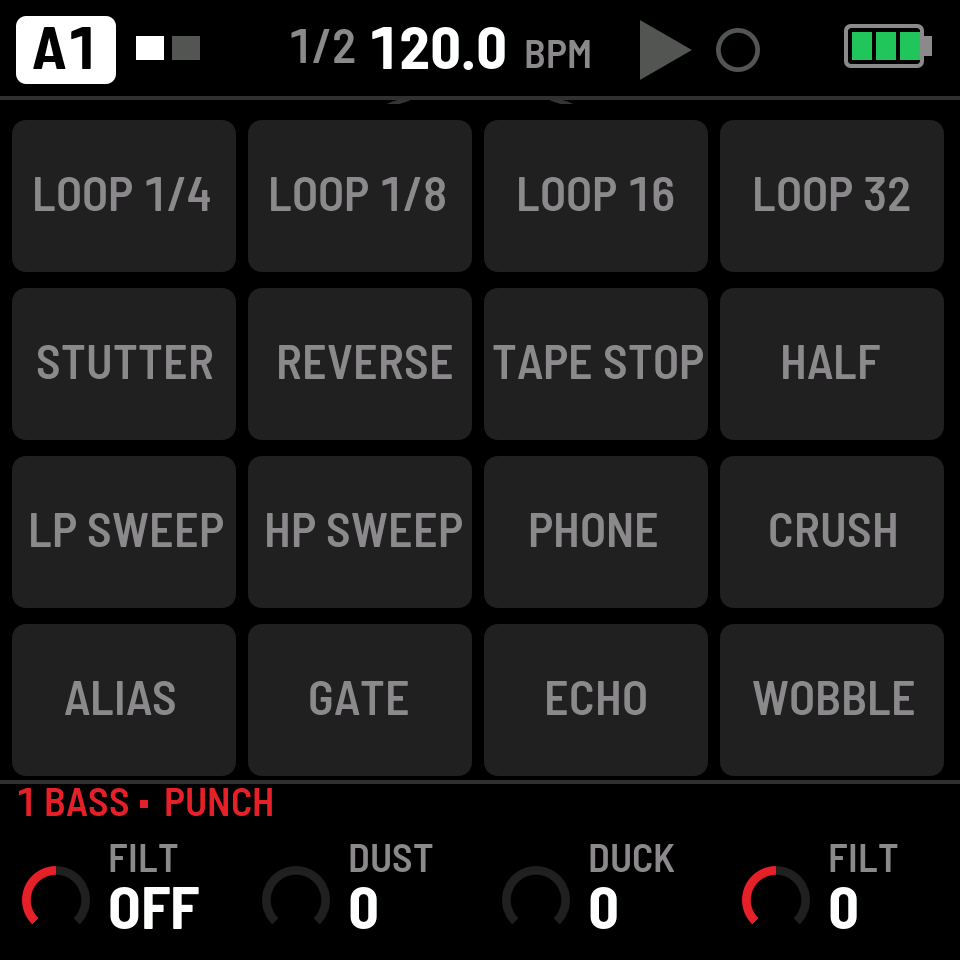 A1 1/2 120.0 BPM
LOOP 1/4 LOOP 1/8 LOOP 16 LOOP 32
STUTTER REVERSE TAPE STOP HALF
LP SWEEP HP SWEEP PHONE CRUSH
ALIAS GATE ECHO WOBBLE
1 BASS · PUNCH
FILT DUST DUCK FILT
OFF 0 0 0